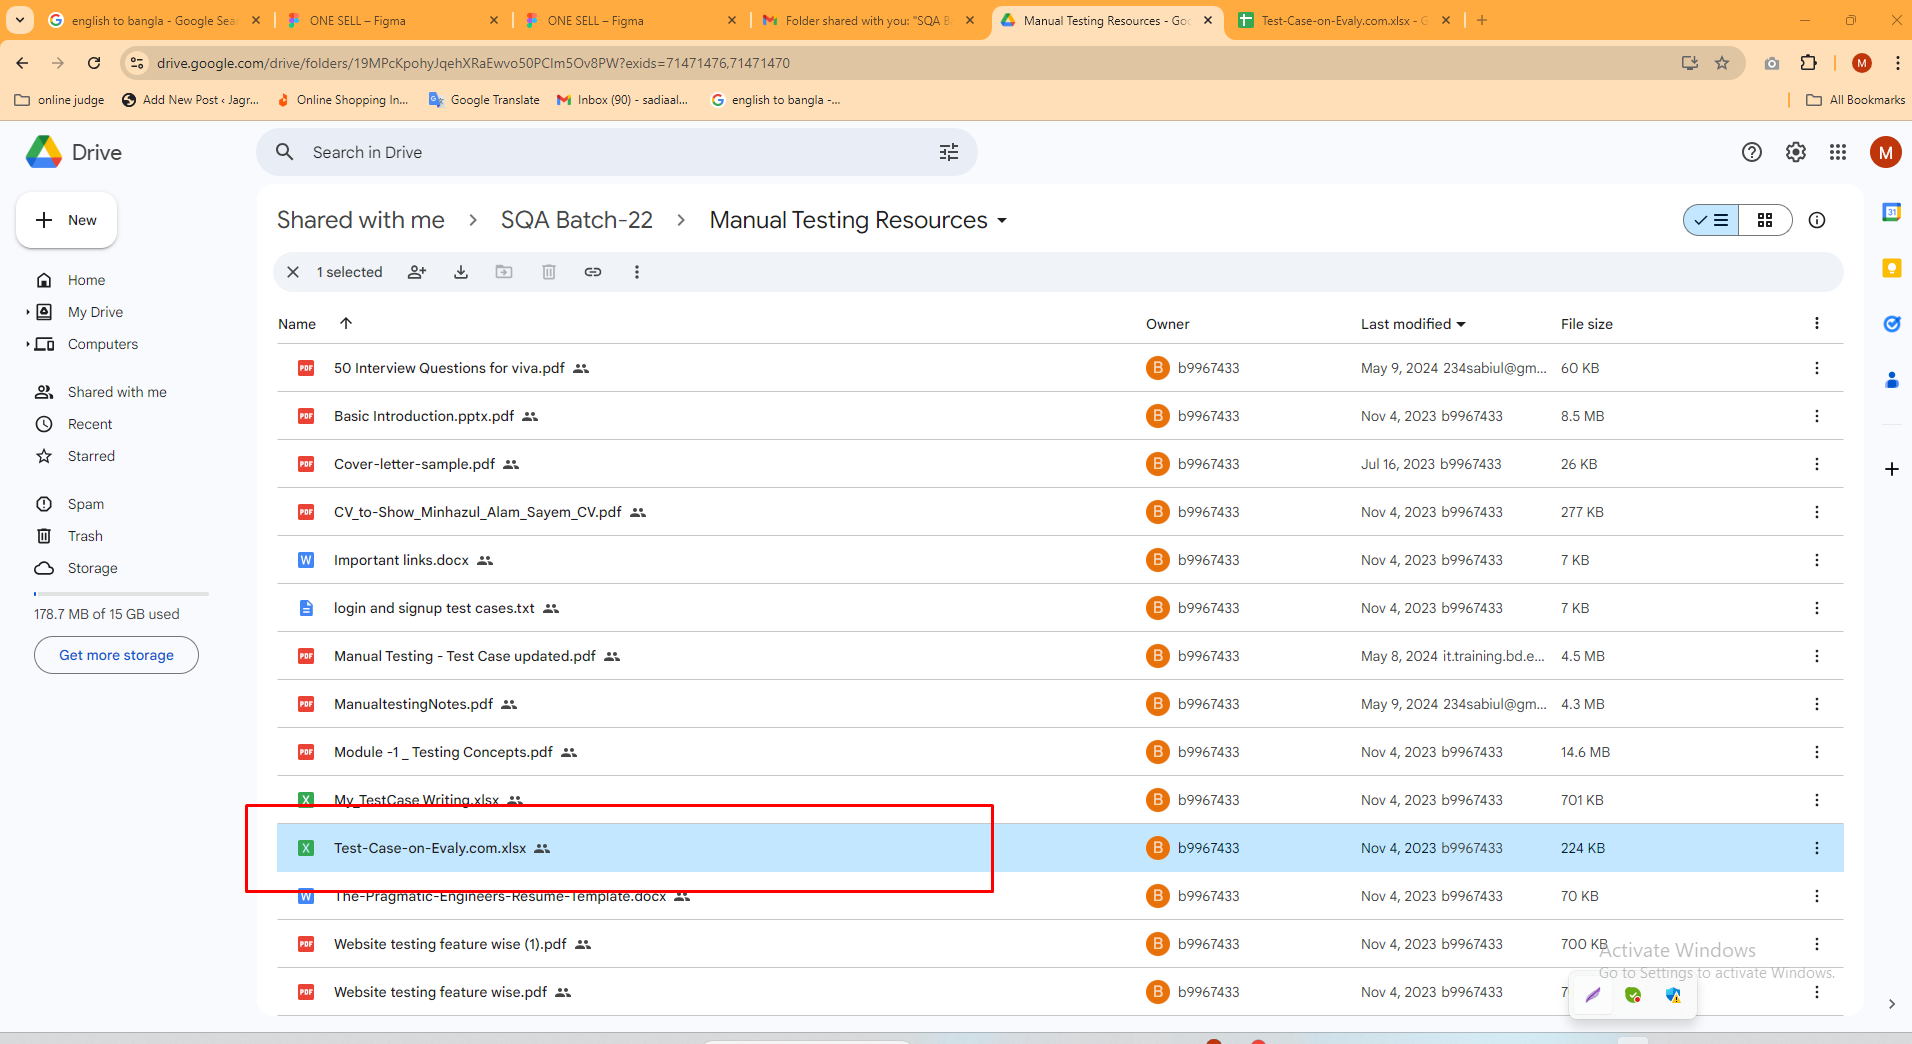 english to bangla - Google Sea
ONE SELL – Figma
ONE SELL – Figma
Folder shared with you: "SQA B
Manual Testing Resources - Goo
Test-Case-on-Evaly.com.xlsx - G
drive.google.com/drive/folders/19MPcKpohyJqehXRaEwvo50PClm5Ov8PW?exids=71471476,71471470
M
online judge
Add New Post ‹ Jagr...
Online Shopping In...
Google Translate
Inbox (90) - sadiaal...
english to bangla -...
All Bookmarks
Drive
Search in Drive
M
New
Shared with me > SQA Batch-22 > Manual Testing Resources
31
1 selected
Home
My Drive
Computers
Shared with me
Recent
Starred
Spam
Trash
Storage
178.7 MB of 15 GB used
Get more storage
Name Owner Last modified File size
PDF 50 Interview Questions for viva.pdf B b9967433 May 9, 2024 234sabiul@gm... 60 KB
PDF Basic Introduction.pptx.pdf B b9967433 Nov 4, 2023 b9967433 8.5 MB
PDF Cover-letter-sample.pdf B b9967433 Jul 16, 2023 b9967433 26 KB
PDF CV_to-Show_Minhazul_Alam_Sayem_CV.pdf B b9967433 Nov 4, 2023 b9967433 277 KB
W Important links.docx B b9967433 Nov 4, 2023 b9967433 7 KB
login and signup test cases.txt B b9967433 Nov 4, 2023 b9967433 7 KB
PDF Manual Testing - Test Case updated.pdf B b9967433 May 8, 2024 it.training.bd.e... 4.5 MB
PDF ManualtestingNotes.pdf B b9967433 May 9, 2024 234sabiul@gm... 4.3 MB
PDF Module -1 _ Testing Concepts.pdf B b9967433 Nov 4, 2023 b9967433 14.6 MB
X My_TestCase Writing.xlsx B b9967433 Nov 4, 2023 b9967433 701 KB
X Test-Case-on-Evaly.com.xlsx B b9967433 Nov 4, 2023 b9967433 224 KB
W The-Pragmatic-Engineers-Resume-Template.docx B b9967433 Nov 4, 2023 b9967433 70 KB
PDF Website testing feature wise (1).pdf B b9967433 Nov 4, 2023 b9967433 700 KB
PDF Website testing feature wise.pdf B b9967433 Nov 4, 2023 b9967433
Activate Windows
Go to Settings to activate Windows.